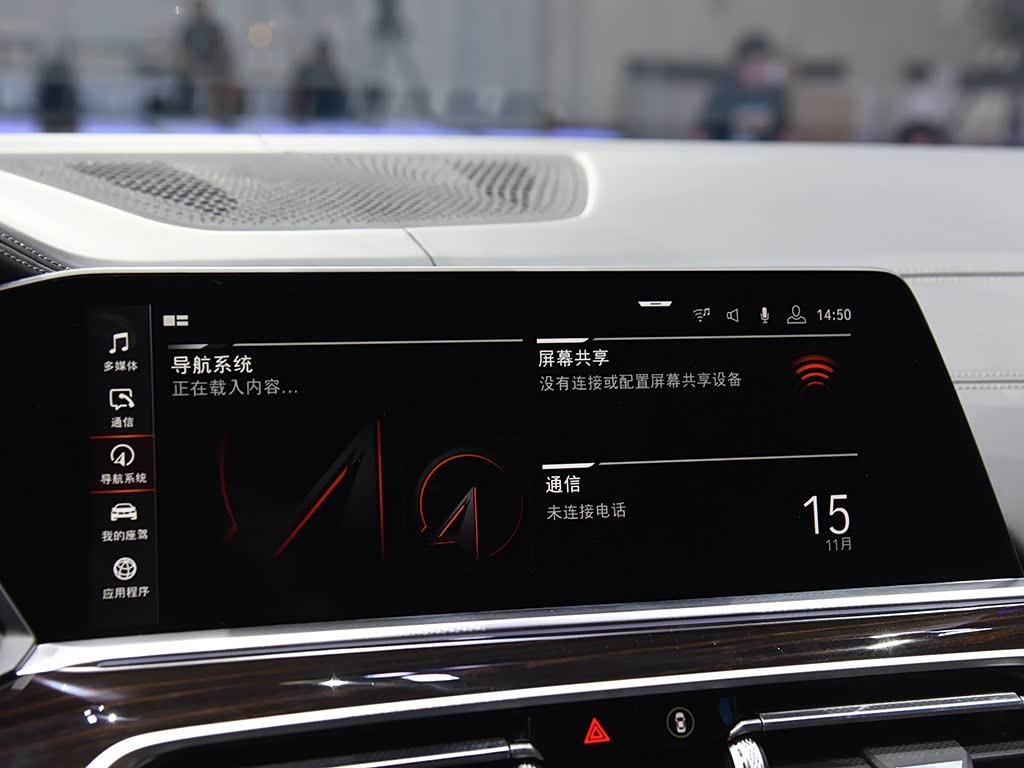 14:50
多媒体
通信
导航系统
我的座驾
应用程序
导航系统
正在载入内容...
屏幕共享
没有连接或配置屏幕共享设备
通信
未连接电话
15
11月